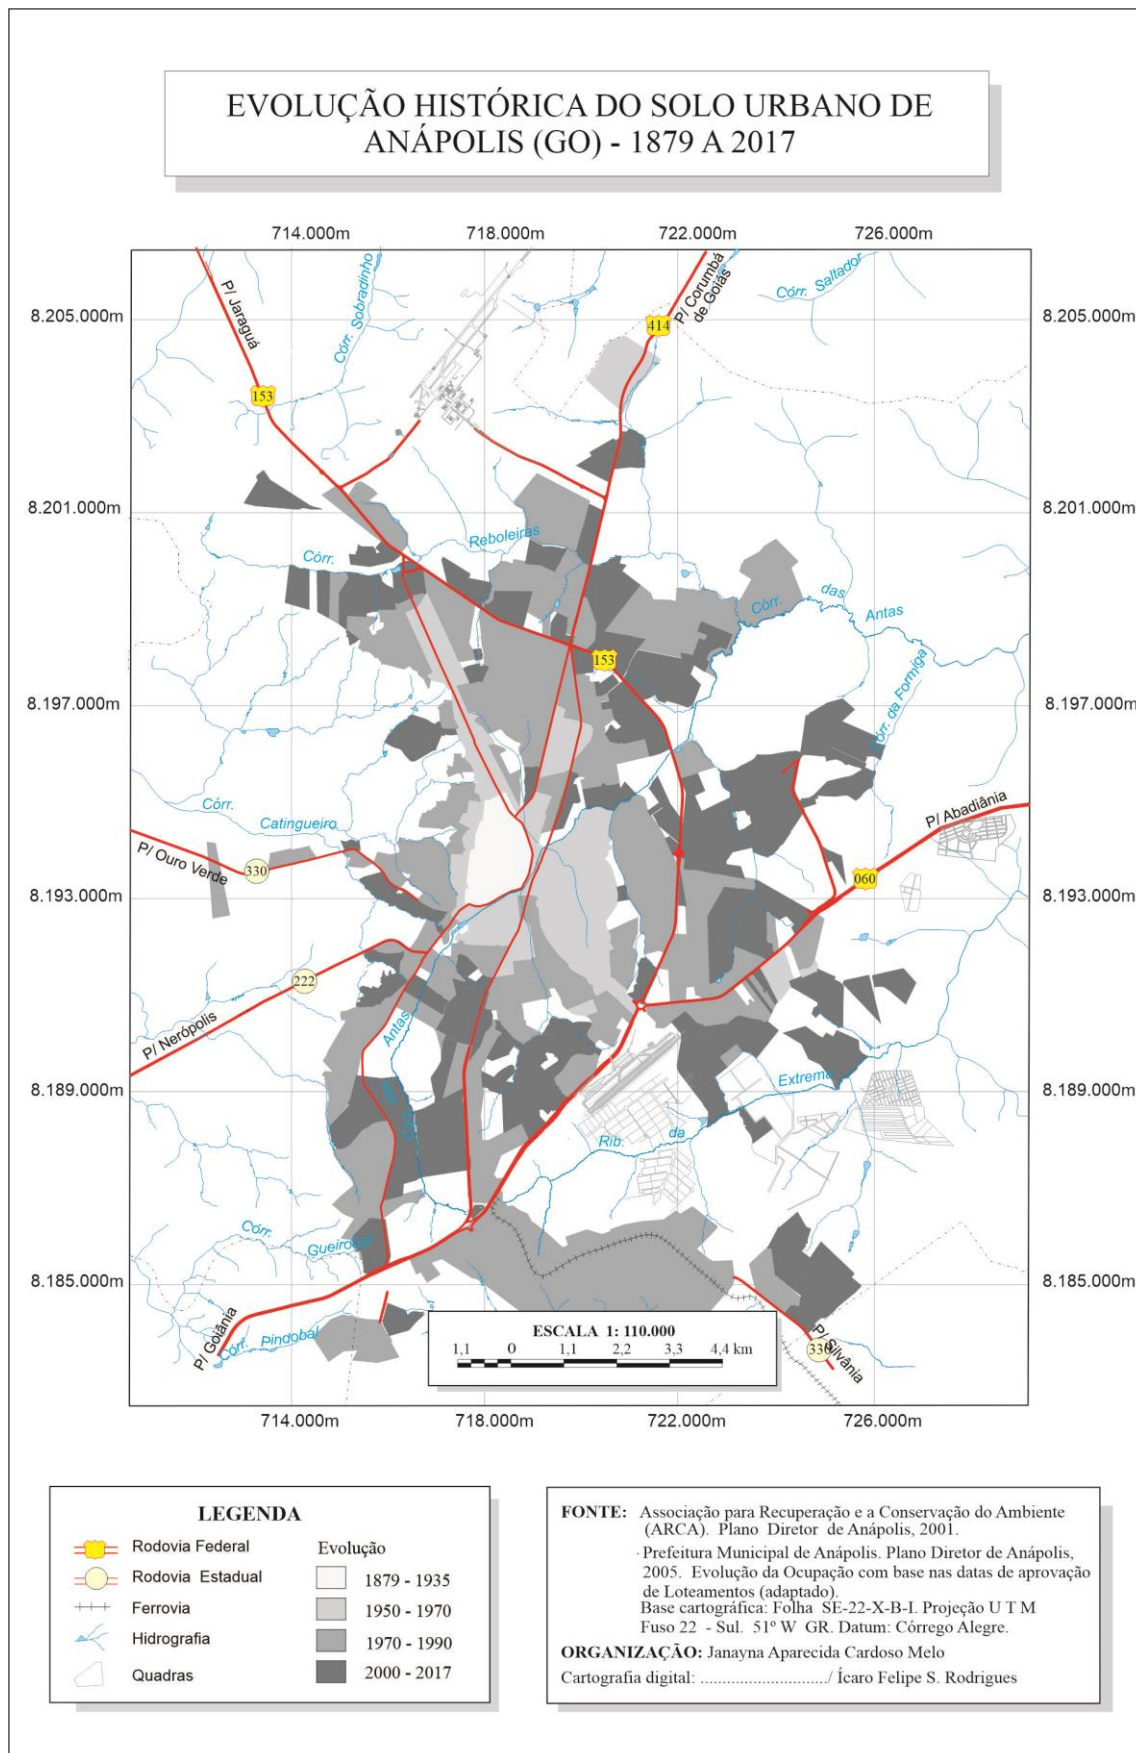 EVOLUÇÃO HISTÓRICA DO SOLO URBANO DE
ANÁPOLIS (GO) - 1879 A 2017
714.000m
718.000m
722.000m
726.000m
P/ Jaraguá
Córr. Sobradinho
P/ Corumbá
de Goiás
Córr. Saltador
8.205.000m
8.205.000m
414
153
8.201.000m
8.201.000m
Córr.
Reboleiras
Córr.
das
Antas
153
Córr. da Formiga
8.197.000m
8.197.000m
Córr.
Catingueiro
P/ Abadiânia
P/ Ouro Verde
330
060
8.193.000m
8.193.000m
222
P/ Nerópolis
Antas
das
8.189.000m
8.189.000m
Extrema
Rib.
da
Córr.
Gueirobal
8.185.000m
8.185.000m
P/ Goiânia
Córr. Pindobal
330
P/ Silvânia
ESCALA 1: 110.000
1,1 0 1,1 2,2 3,3 4,4 km
714.000m
718.000m
722.000m
726.000m
LEGENDA
Rodovia Federal
Rodovia Estadual
Ferrovia
Hidrografia
Quadras
Evolução
1879 - 1935
1950 - 1970
1970 - 1990
2000 - 2017
FONTE: Associação para Recuperação e a Conservação do Ambiente
(ARCA). Plano Diretor de Anápolis, 2001.
· Prefeitura Municipal de Anápolis. Plano Diretor de Anápolis,
2005. Evolução da Ocupação com base nas datas de aprovação
de Loteamentos (adaptado).
Base cartográfica: Folha SE-22-X-B-I. Projeção U T M
Fuso 22 - Sul. 51º W GR. Datum: Córrego Alegre.
ORGANIZAÇÃO: Janayna Aparecida Cardoso Melo
Cartografia digital: ............................./ Ícaro Felipe S. Rodrigues